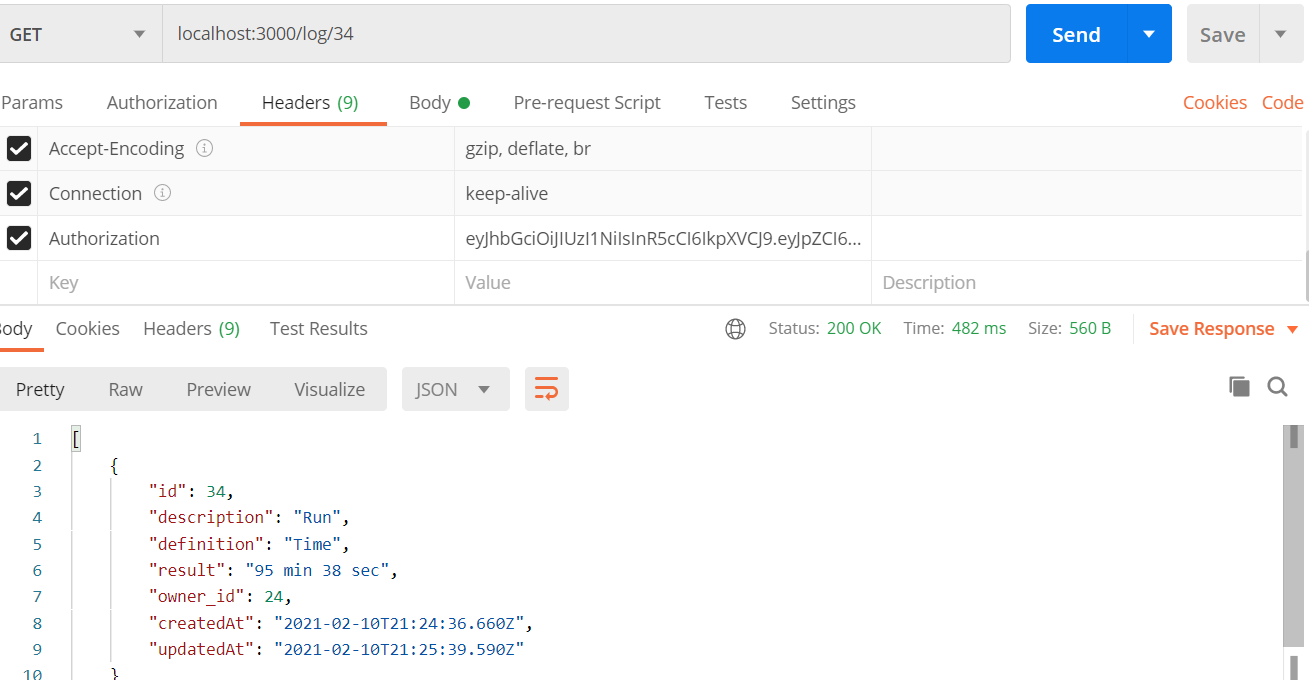 GET localhost:3000/log/34 Send Save
Params Authorization Headers (9) Body Pre-request Script Tests Settings Cookies Code
Accept-Encoding gzip, deflate, br
Connection keep-alive
Authorization eyJhbGciOiJIUzI1NiIsInR5cCI6IkpXVCJ9.eyJpZCI6...
Key Value Description
ody Cookies Headers (9) Test Results Status: 200 OK Time: 482 ms Size: 560 B Save Response
Pretty Raw Preview Visualize JSON
1 [
2 {
3 "id": 34,
4 "description": "Run",
5 "definition": "Time",
6 "result": "95 min 38 sec",
7 "owner_id": 24,
8 "createdAt": "2021-02-10T21:24:36.660Z",
9 "updatedAt": "2021-02-10T21:25:39.590Z"
10 }